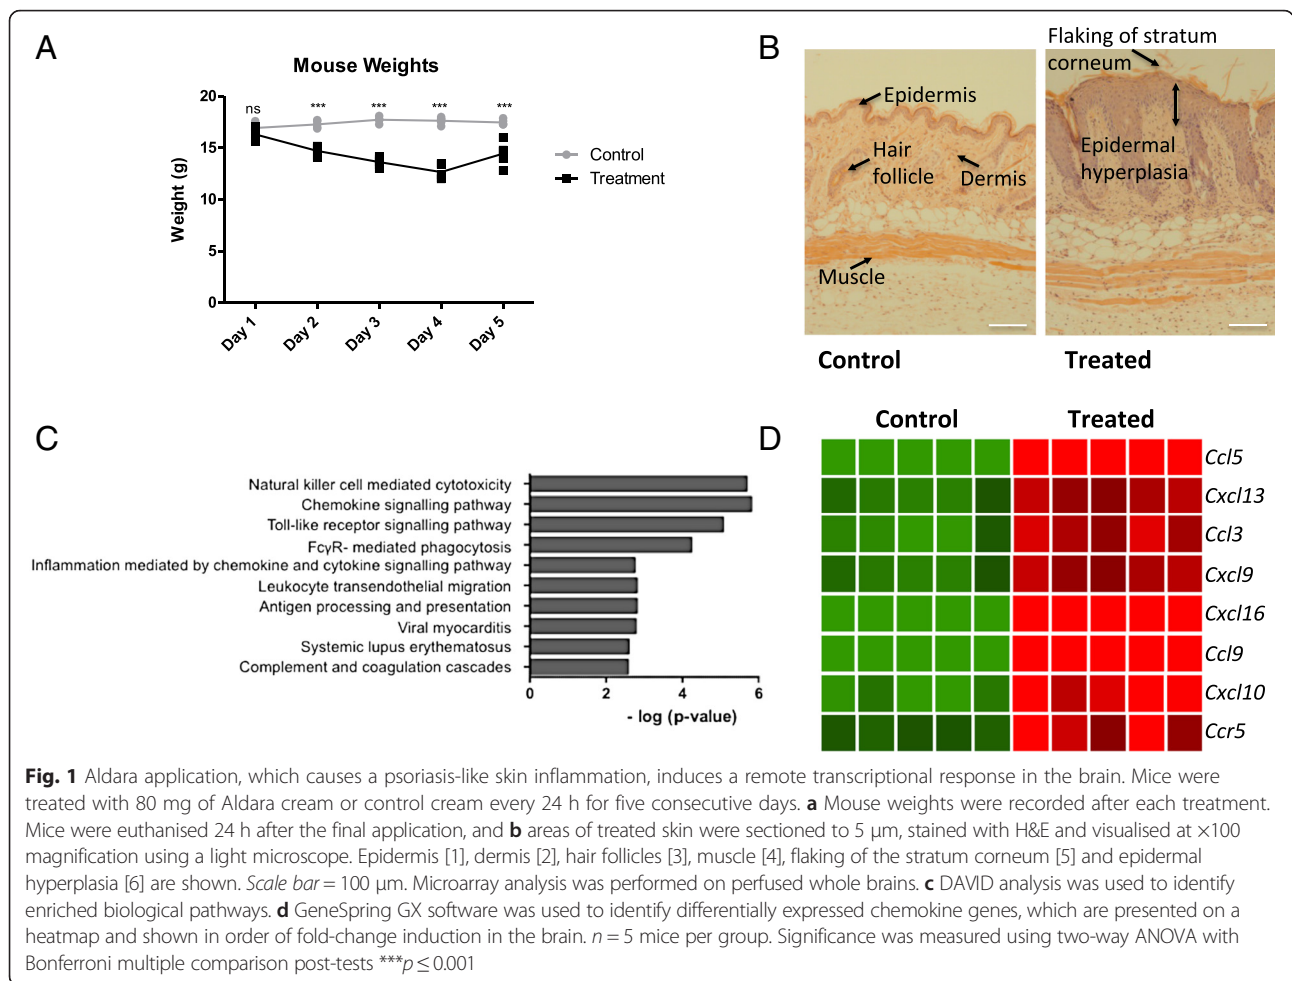 A
Mouse Weights
20
15
10
5
0
Weight (g)
ns
***
***
***
***
Control
Treatment
Day 1
Day 2
Day 3
Day 4
Day 5
B
Flaking of stratum
corneum
Epidermis
Hair
follicle
Dermis
Muscle
Epidermal
hyperplasia
Control
Treated
C
Natural killer cell mediated cytotoxicity
Chemokine signalling pathway
Toll-like receptor signalling pathway
FcγR- mediated phagocytosis
Inflammation mediated by chemokine and cytokine signalling pathway
Leukocyte transendothelial migration
Antigen processing and presentation
Viral myocarditis
Systemic lupus erythematosus
Complement and coagulation cascades
0
2
4
6
- log (p-value)
D
Control
Treated
Ccl5
Cxcl13
Ccl3
Cxcl9
Cxcl16
Ccl9
Cxcl10
Ccr5
Fig. 1 Aldara application, which causes a psoriasis-like skin inflammation, induces a remote transcriptional response in the brain. Mice were
treated with 80 mg of Aldara cream or control cream every 24 h for five consecutive days. a Mouse weights were recorded after each treatment.
Mice were euthanised 24 h after the final application, and b areas of treated skin were sectioned to 5 μm, stained with H&E and visualised at ×100
magnification using a light microscope. Epidermis [1], dermis [2], hair follicles [3], muscle [4], flaking of the stratum corneum [5] and epidermal
hyperplasia [6] are shown. Scale bar = 100 μm. Microarray analysis was performed on perfused whole brains. c DAVID analysis was used to identify
enriched biological pathways. d GeneSpring GX software was used to identify differentially expressed chemokine genes, which are presented on a
heatmap and shown in order of fold-change induction in the brain. n = 5 mice per group. Significance was measured using two-way ANOVA with
Bonferroni multiple comparison post-tests ***p ≤ 0.001